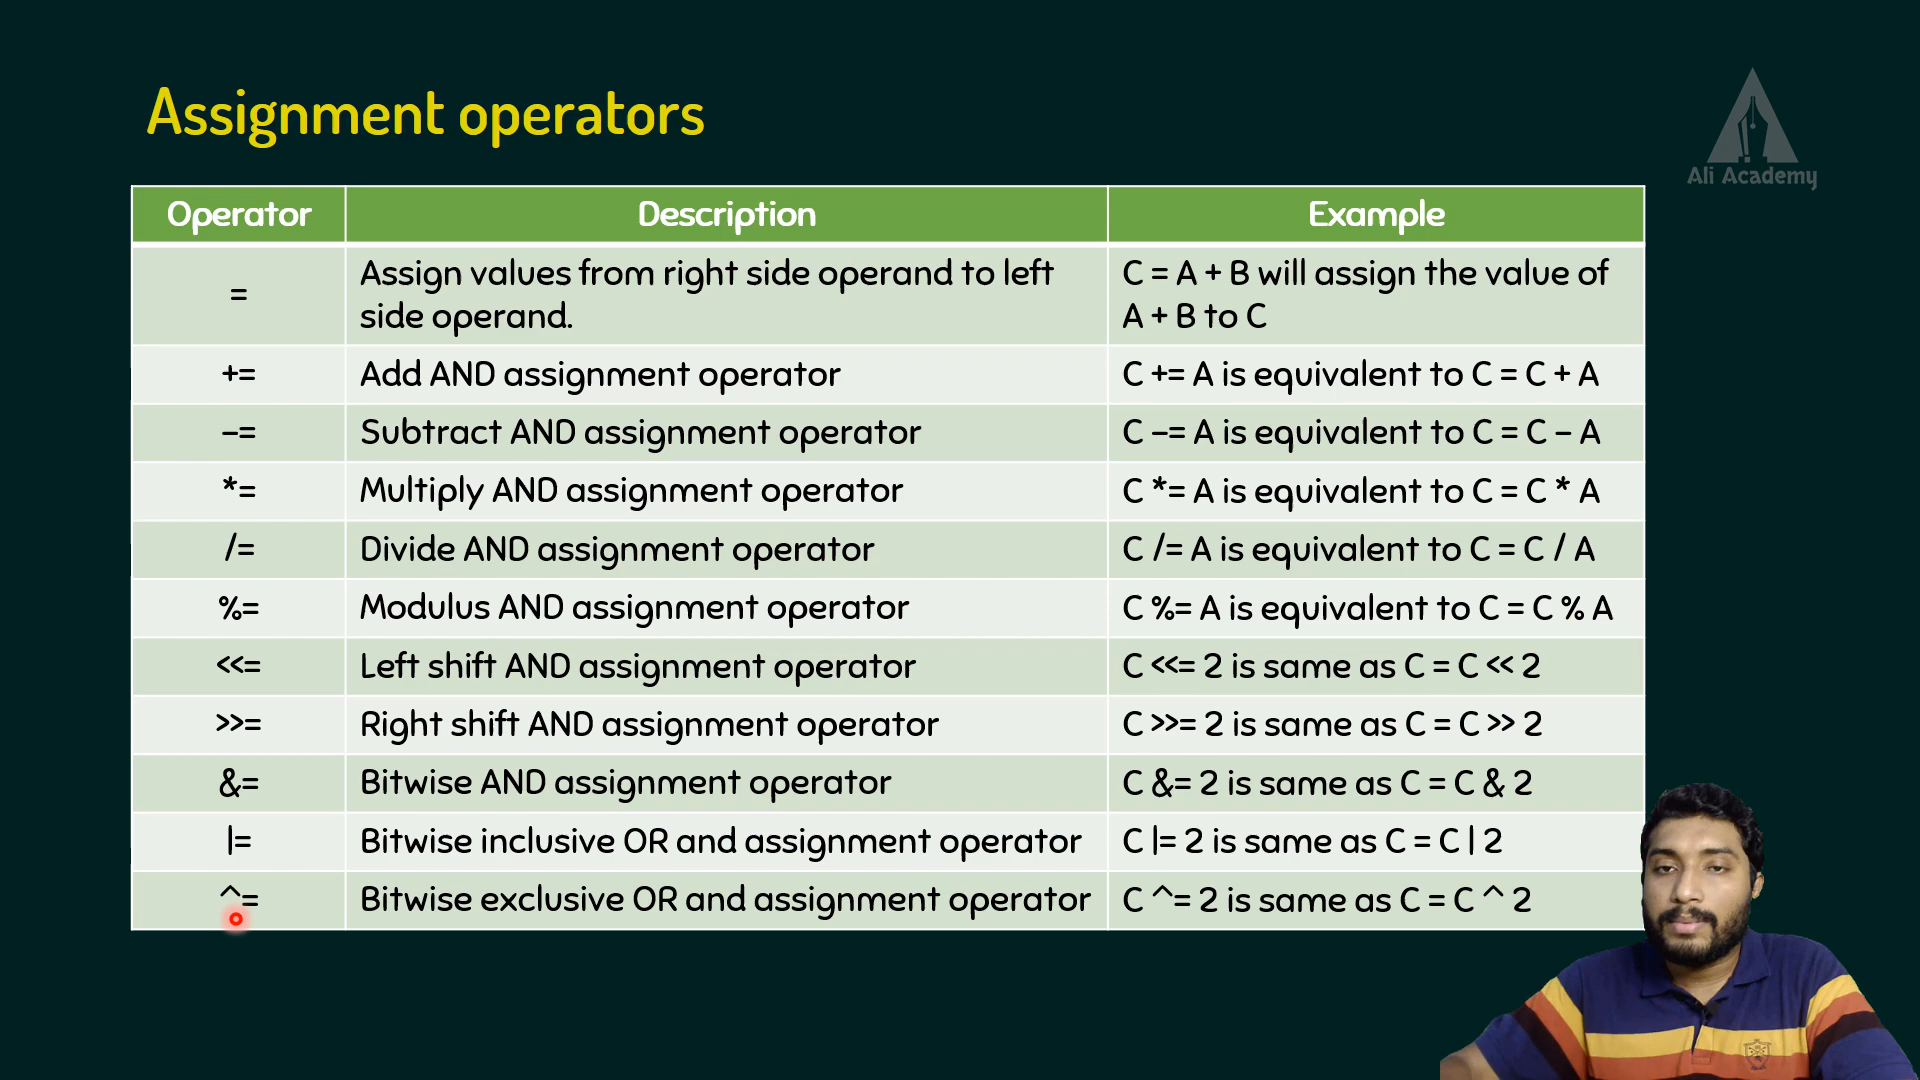 Assignment operators
Ali Academy
Operator Description Example
= Assign values from right side operand to left C = A + B will assign the value of
side operand. A + B to C
+= Add AND assignment operator C += A is equivalent to C = C + A
-= Subtract AND assignment operator C -= A is equivalent to C = C - A
*= Multiply AND assignment operator C *= A is equivalent to C = C * A
/= Divide AND assignment operator C /= A is equivalent to C = C / A
%= Modulus AND assignment operator C %= A is equivalent to C = C % A
<<= Left shift AND assignment operator C <<= 2 is same as C = C << 2
>>= Right shift AND assignment operator C >>= 2 is same as C = C >> 2
&= Bitwise AND assignment operator C &= 2 is same as C = C & 2
|= Bitwise inclusive OR and assignment operator C |= 2 is same as C = C | 2
^= Bitwise exclusive OR and assignment operator C ^= 2 is same as C = C ^ 2